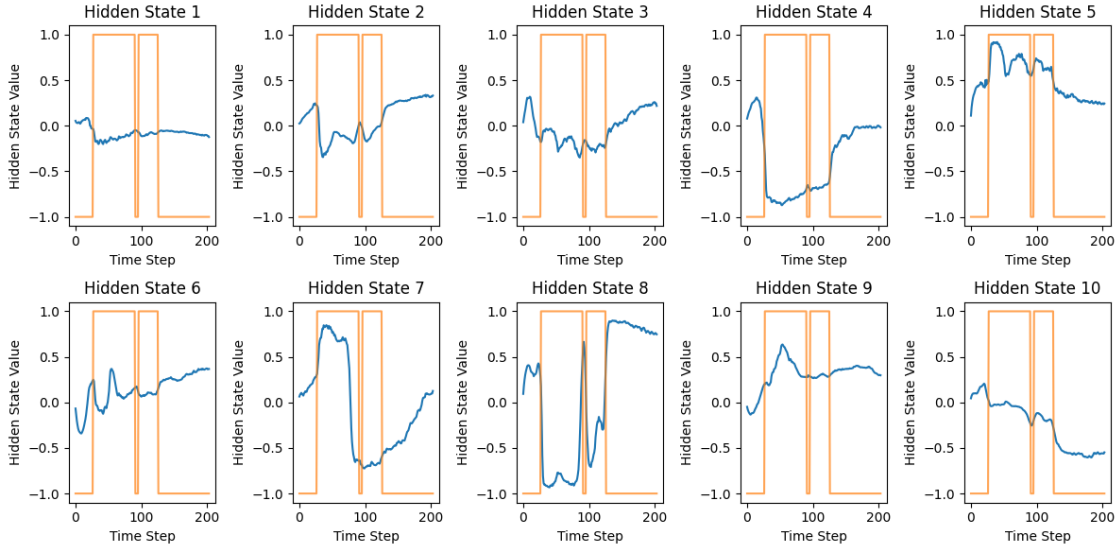 Hidden State 1
Hidden State 2
Hidden State 3
Hidden State 4
Hidden State 5
Hidden State Value
1.0
0.5
0.0
−0.5
−1.0
0
100
200
Time Step
Hidden State Value
1.0
0.5
0.0
−0.5
−1.0
0
100
200
Time Step
Hidden State Value
1.0
0.5
0.0
−0.5
−1.0
0
100
200
Time Step
Hidden State Value
1.0
0.5
0.0
−0.5
−1.0
0
100
200
Time Step
Hidden State Value
1.0
0.5
0.0
−0.5
−1.0
0
100
200
Time Step
Hidden State 6
Hidden State 7
Hidden State 8
Hidden State 9
Hidden State 10
Hidden State Value
1.0
0.5
0.0
−0.5
−1.0
0
100
200
Time Step
Hidden State Value
1.0
0.5
0.0
−0.5
−1.0
0
100
200
Time Step
Hidden State Value
1.0
0.5
0.0
−0.5
−1.0
0
100
200
Time Step
Hidden State Value
1.0
0.5
0.0
−0.5
−1.0
0
100
200
Time Step
Hidden State Value
1.0
0.5
0.0
−0.5
−1.0
0
100
200
Time Step